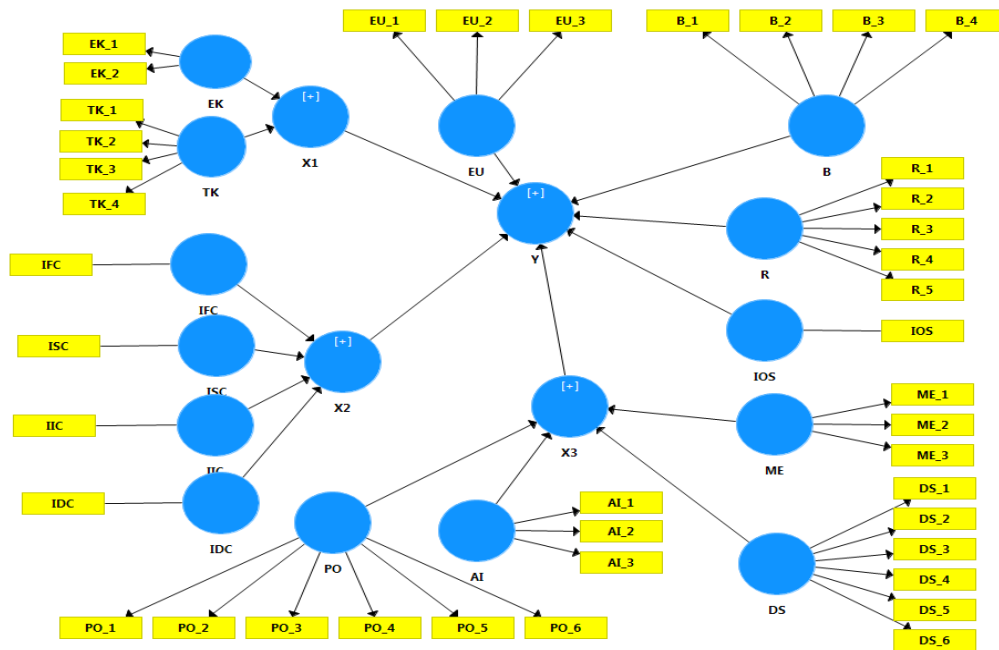 EU_1
EU_2
EU_3
B_1
B_2
B_3
B_4
EK_1
EK_2
EK
TK_1
TK_2
TK_3
TK_4
TK
[+]
X1
EU
B
[+]
Y
R_1
R_2
R_3
R_4
R_5
R
IFC
IFC
ISC
ISC
IIC
IIC
IDC
IDC
[+]
X2
IOS
IOS
[+]
X3
ME_1
ME_2
ME_3
ME
DS_1
DS_2
DS_3
DS_4
DS_5
DS_6
DS
AI_1
AI_2
AI_3
AI
PO
PO_1
PO_2
PO_3
PO_4
PO_5
PO_6